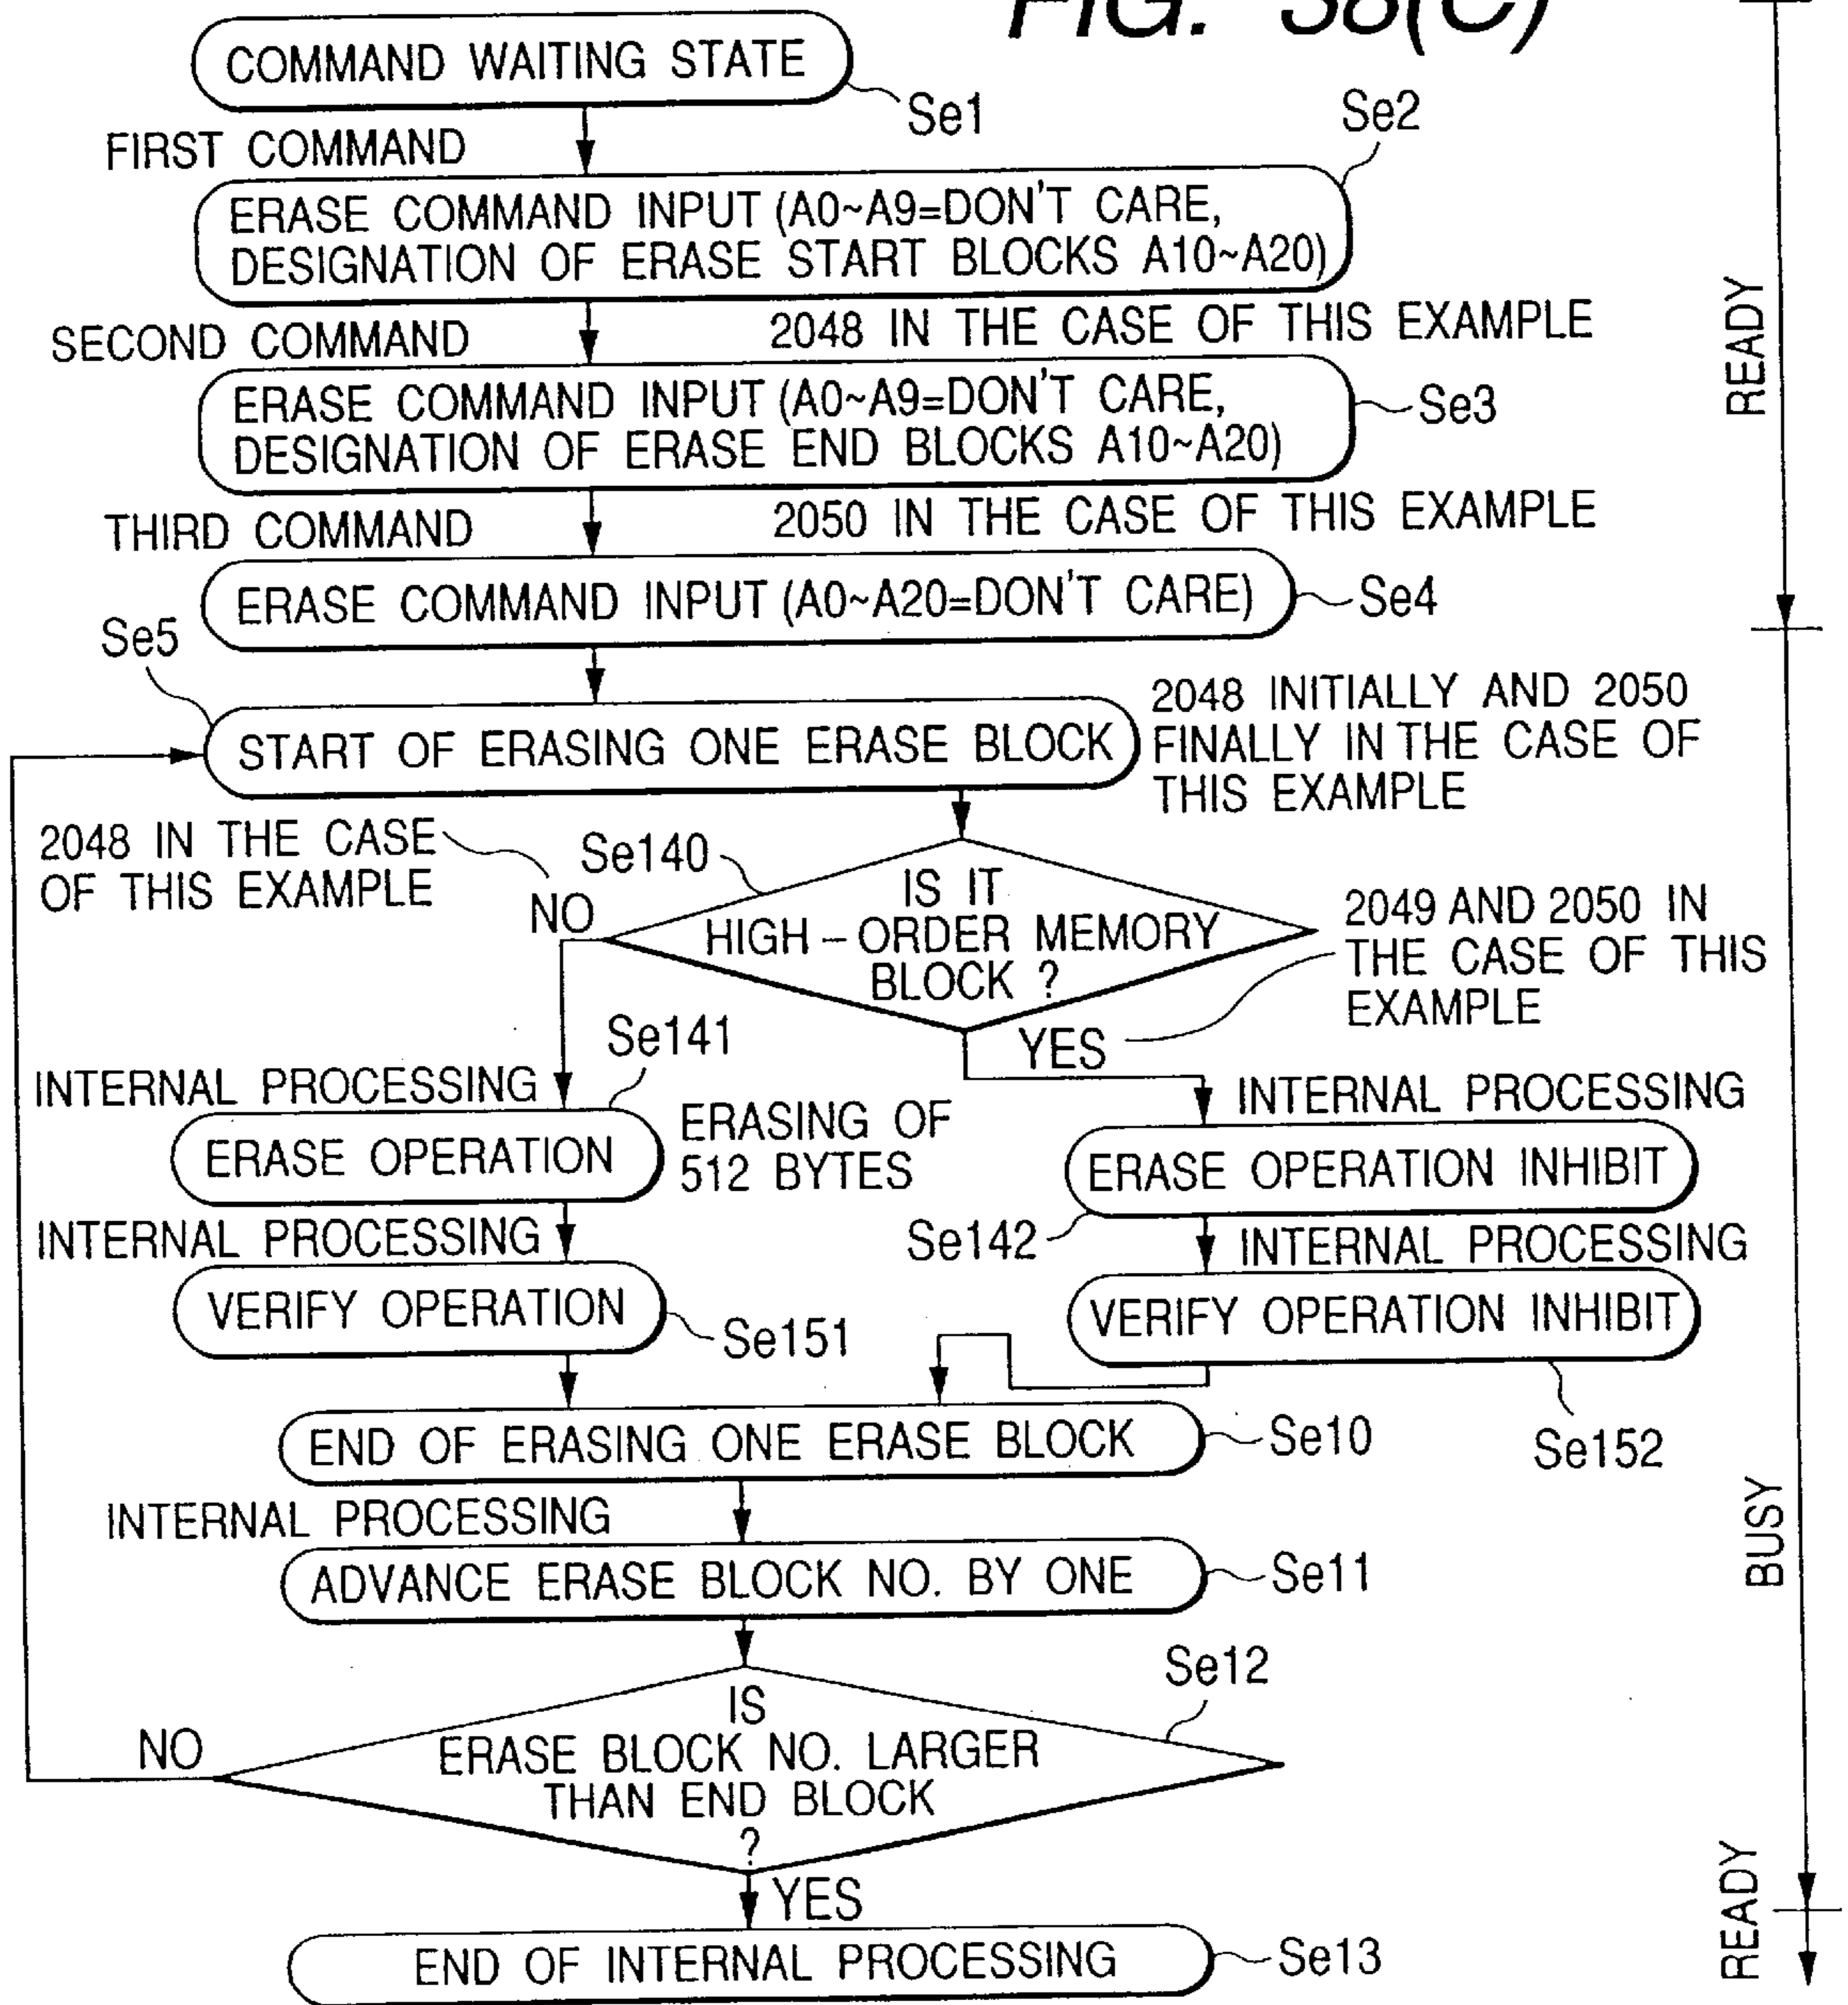 FIG. 38(C)
COMMAND WAITING STATE
Se1
FIRST COMMAND
Se2
ERASE COMMAND INPUT (A0~A9=DON'T CARE,
DESIGNATION OF ERASE START BLOCKS A10~A20)
SECOND COMMAND
2048 IN THE CASE OF THIS EXAMPLE
ERASE COMMAND INPUT (A0~A9=DON'T CARE,
DESIGNATION OF ERASE END BLOCKS A10~A20)
Se3
READY
THIRD COMMAND
2050 IN THE CASE OF THIS EXAMPLE
ERASE COMMAND INPUT (A0~A20=DON'T CARE)
Se4
Se5
START OF ERASING ONE ERASE BLOCK
2048 INITIALLY AND 2050
FINALLY IN THE CASE OF
THIS EXAMPLE
2048 IN THE CASE
OF THIS EXAMPLE
Se140
NO
IS IT
HIGH-ORDER MEMORY
BLOCK ?
2049 AND 2050 IN
THE CASE OF THIS
EXAMPLE
YES
Se141
INTERNAL PROCESSING
ERASE OPERATION
ERASING OF
512 BYTES
INTERNAL PROCESSING
ERASE OPERATION INHIBIT
Se142
INTERNAL PROCESSING
VERIFY OPERATION
Se151
INTERNAL PROCESSING
VERIFY OPERATION INHIBIT
Se152
END OF ERASING ONE ERASE BLOCK
Se10
INTERNAL PROCESSING
ADVANCE ERASE BLOCK NO. BY ONE
Se11
BUSY
Se12
IS
ERASE BLOCK NO. LARGER
THAN END BLOCK
?
NO
YES
END OF INTERNAL PROCESSING
Se13
READY